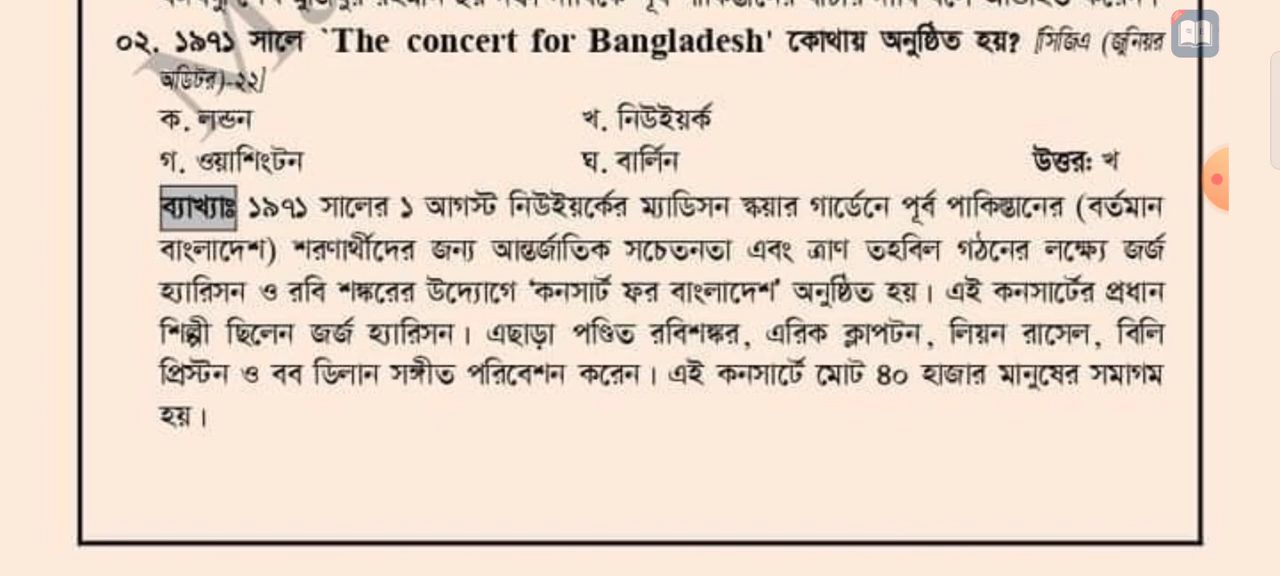 ০২. ১৯৭১ সালে `The concert for Bangladesh' কোথায় অনুষ্ঠিত হয়? [সিজিএ (জুনিয়র
অডিটর)-২২]
ক. লন্ডন খ. নিউইয়র্ক
গ. ওয়াশিংটন ঘ. বার্লিন উত্তর: খ
ব্যাখ্যাঃ ১৯৭১ সালের ১ আগস্ট নিউইয়র্কের ম্যাডিসন স্কয়ার গার্ডেনে পূর্ব পাকিস্তানের (বর্তমান
বাংলাদেশ) শরণার্থীদের জন্য আন্তর্জাতিক সচেতনতা এবং ত্রাণ তহবিল গঠনের লক্ষ্যে জর্জ
হ্যারিসন ও রবি শঙ্করের উদ্যোগে ‘কনসার্ট ফর বাংলাদেশ’ অনুষ্ঠিত হয়। এই কনসার্টের প্রধান
শিল্পী ছিলেন জর্জ হ্যারিসন। এছাড়া পণ্ডিত রবিশঙ্কর, এরিক ক্লাপটন, লিয়ন রাসেল, বিলি
প্রিস্টন ও বব ডিলান সঙ্গীত পরিবেশন করেন। এই কনসার্টে মোট ৪০ হাজার মানুষের সমাগম
হয়।